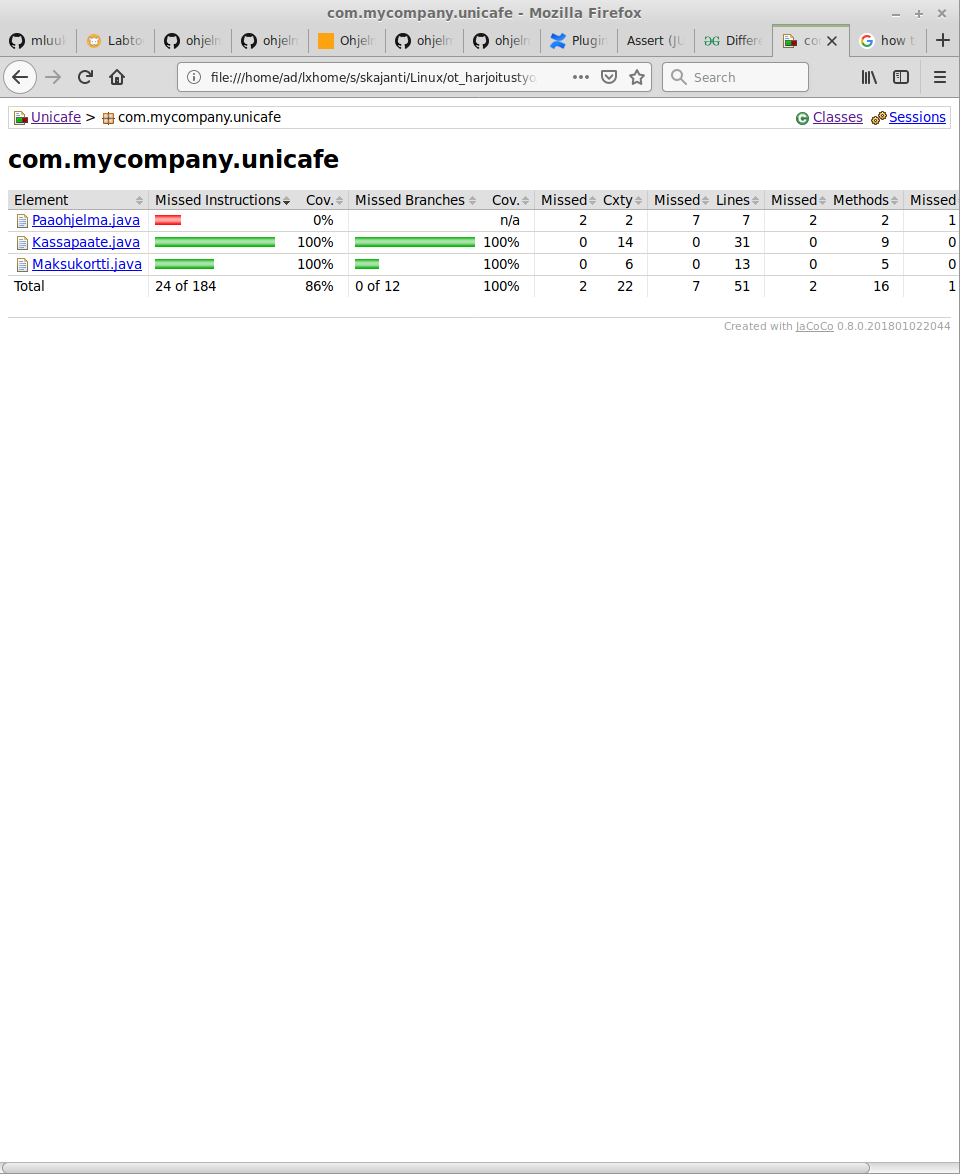 com.mycompany.unicafe - Mozilla Firefox
mluu Labto ohjelm ohjelm Ohjelm ohjelm ohjelm Plugin Assert (JU Differe co how t
file:///home/ad/lxhome/s/skajanti/Linux/ot_harjoitustyo Search
Unicafe > com.mycompany.unicafe Classes Sessions
com.mycompany.unicafe
Element Missed Instructions Cov. Missed Branches Cov. Missed Cxty Missed Lines Missed Methods Missed
Paaohjelma.java 0% n/a 2 2 7 7 2 2 1
Kassapaate.java 100% 100% 0 14 0 31 0 9 0
Maksukortti.java 100% 100% 0 6 0 13 0 5 0
Total 24 of 184 86% 0 of 12 100% 2 22 7 51 2 16 1
Created with JaCoCo 0.8.0.201801022044